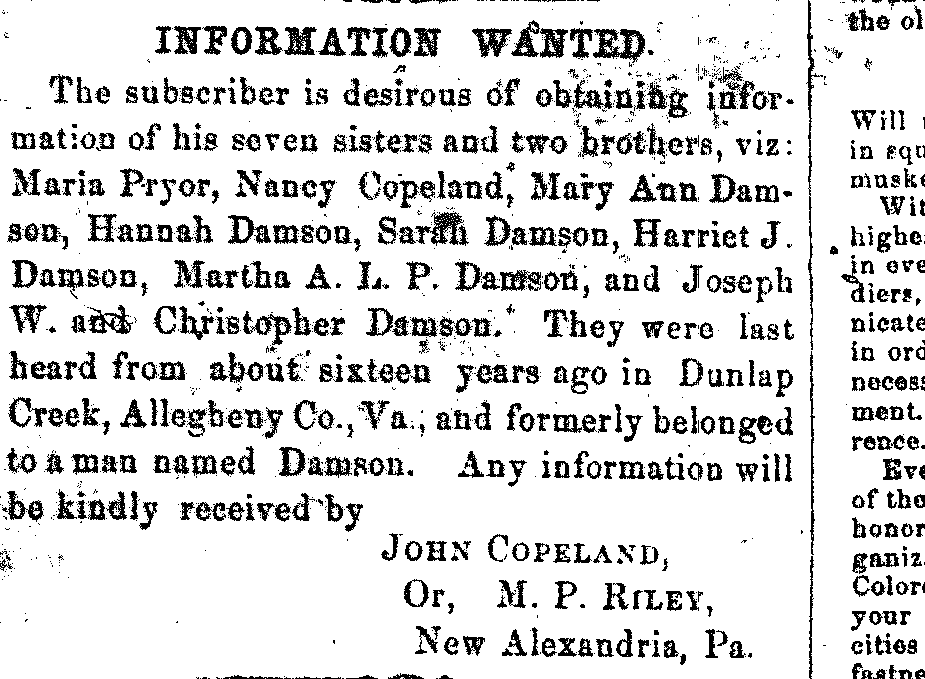 INFORMATION WANTED.
The subscriber is desirous of obtaining infor-
mation of his seven sisters and two brothers, viz:
Maria Pryor, Nancy Copeland, Mary Ann Dam-
son, Hannah Damson, Sarah Damson, Harriet J.
Damson, Martha A. L. P. Damson, and Joseph
W. and Christopher Damson. They were last
heard from about sixteen years ago in Dunlap
Creek, Allegheny Co., Va., and formerly belonged
to a man named Damson. Any information will
be kindly received by
JOHN COPELAND,
Or, M. P. RILEY,
New Alexandria, Pa.
the ol
Will
in squ
muske
Wit
highe
in ove
diers,
nicate
in ord
necess
ment.
rence.
Eve
of the
honor
ganiz
Colore
your
cities
fastne